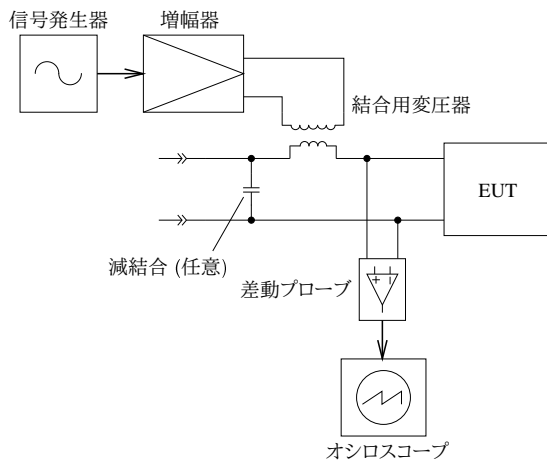 信号発生器
増幅器
結合用変圧器
EUT
減結合 (任意)
差動プローブ
+ −
オシロスコープ